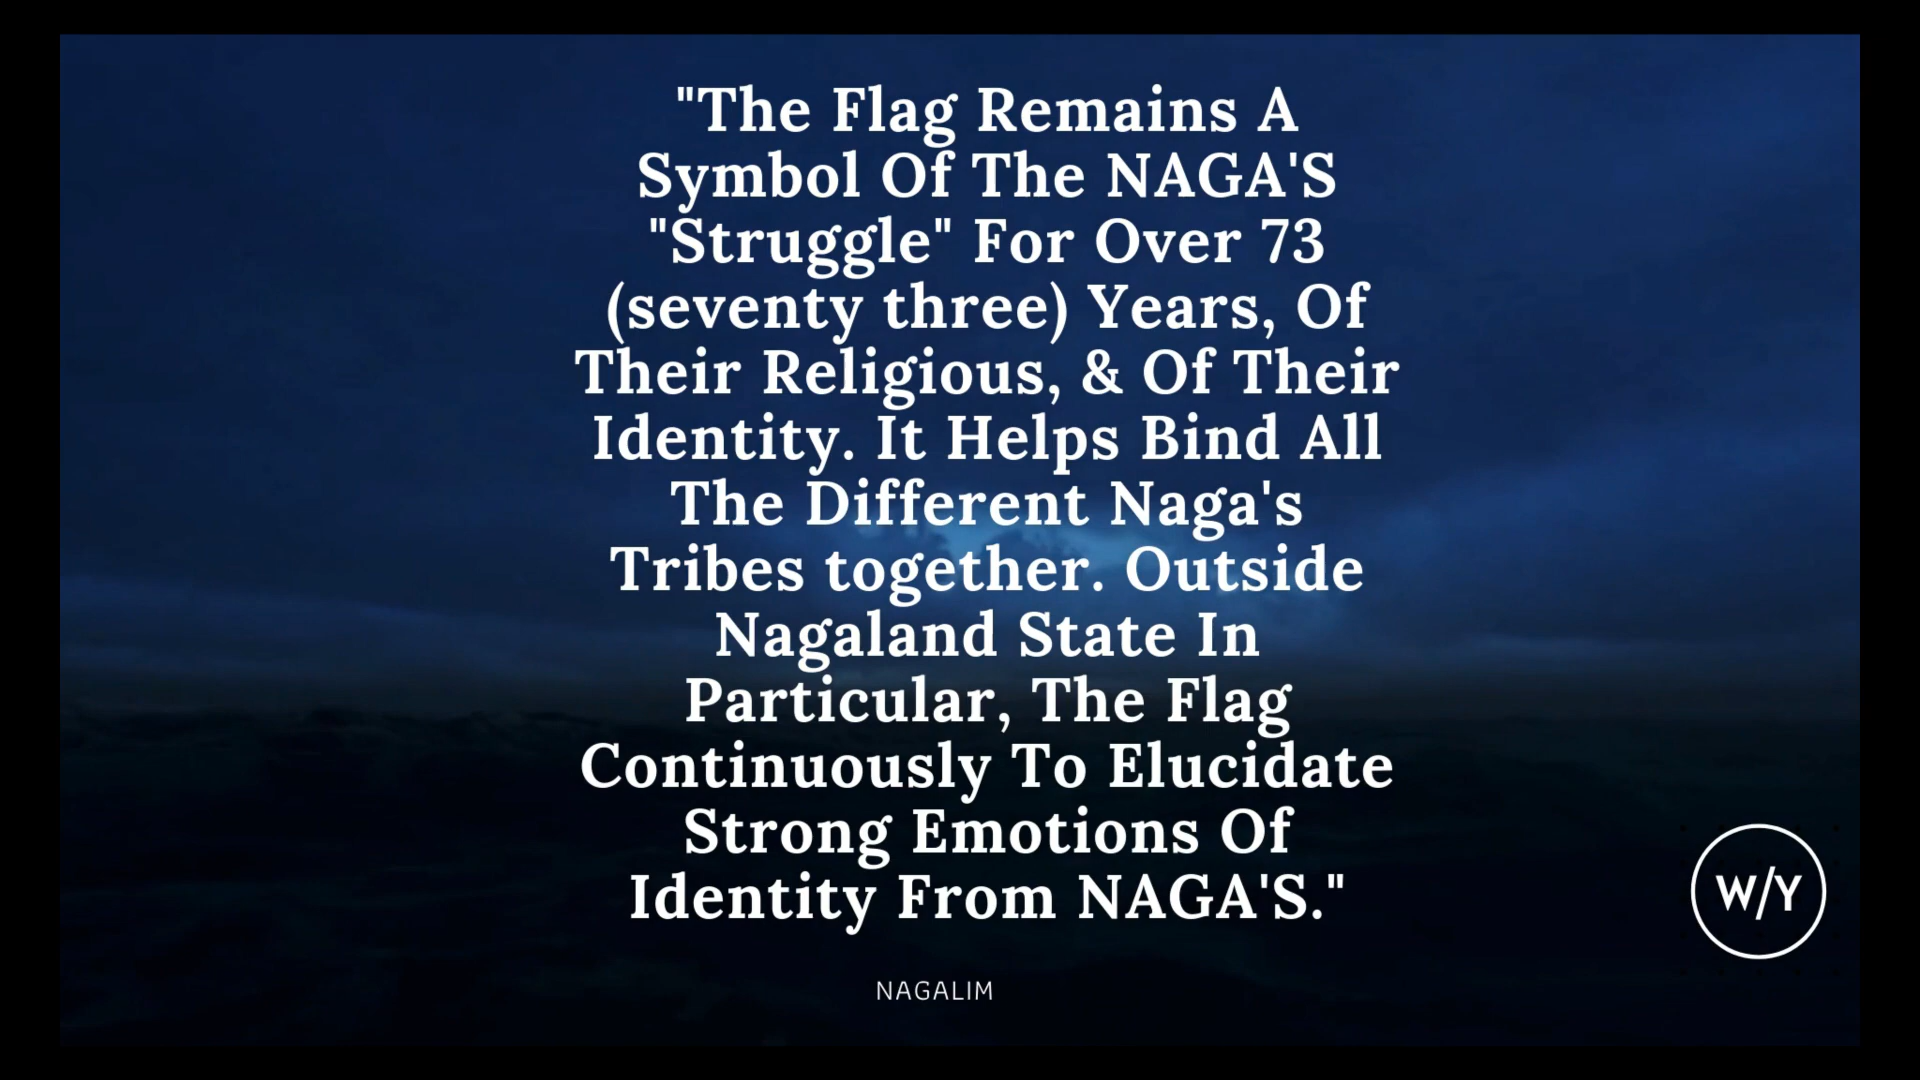 "The Flag Remains A
Symbol Of The NAGA'S
"Struggle" For Over 73
(seventy three) Years, Of
Their Religious, & Of Their
Identity. It Helps Bind All
The Different Naga's
Tribes together. Outside
Nagaland State In
Particular, The Flag
Continuously To Elucidate
Strong Emotions Of
Identity From NAGA'S."
NAGALIM
W/Y